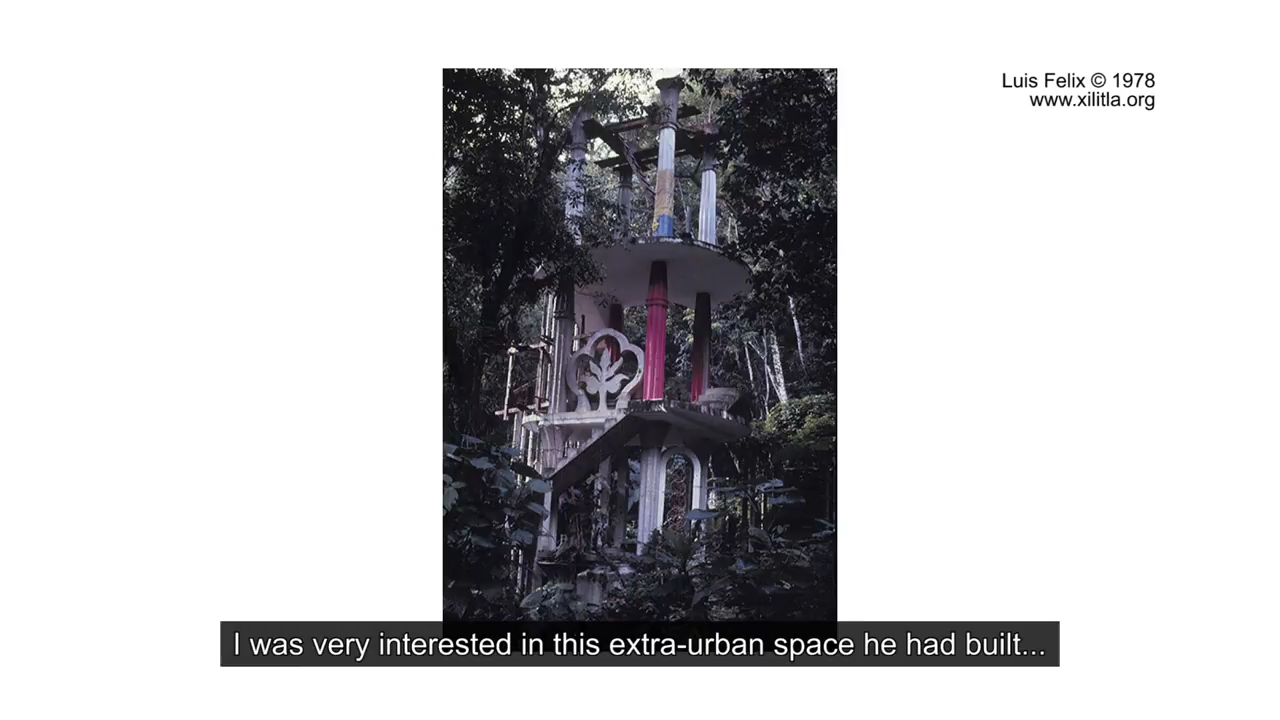 Luis Felix © 1978
www.xilitla.org
I was very interested in this extra-urban space he had built...